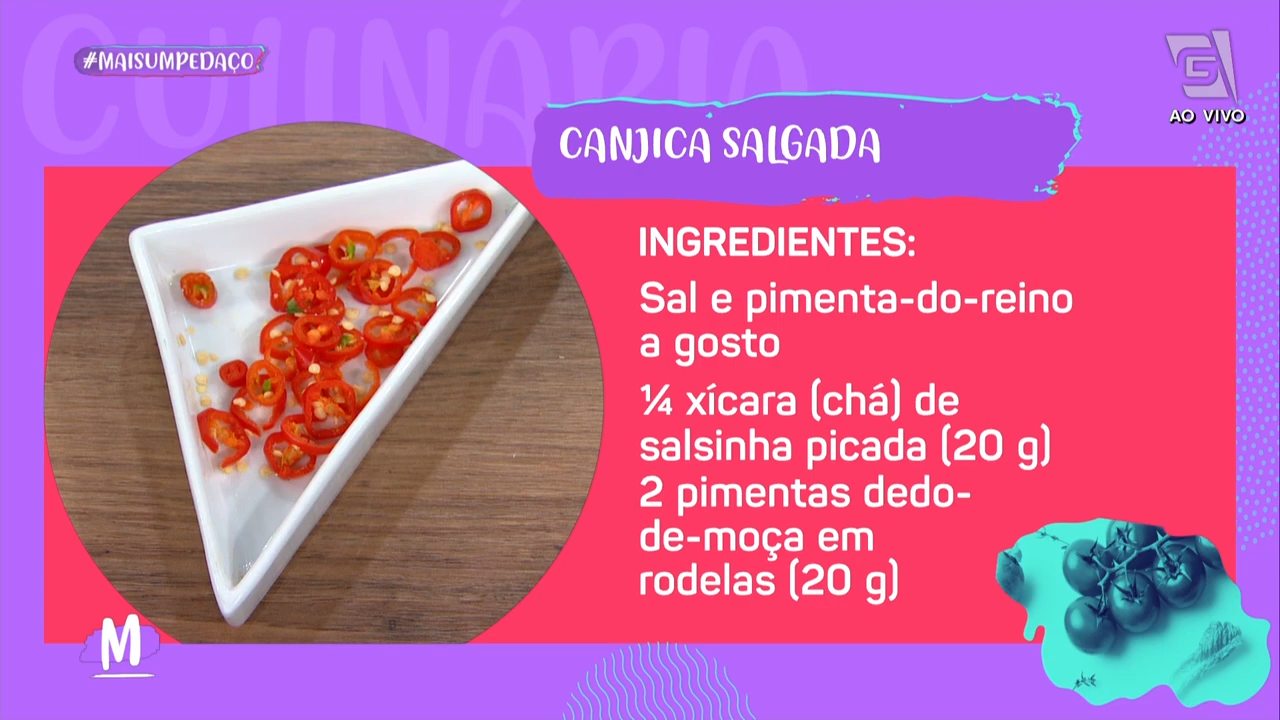 CULINÁRIA
#MAISUMPEDAÇO
G
AO VIVO
CANJICA SALGADA
INGREDIENTES:
Sal e pimenta-do-reino
a gosto
¼ xícara (chá) de
salsinha picada (20 g)
2 pimentas dedo-
de-moça em
rodelas (20 g)
M